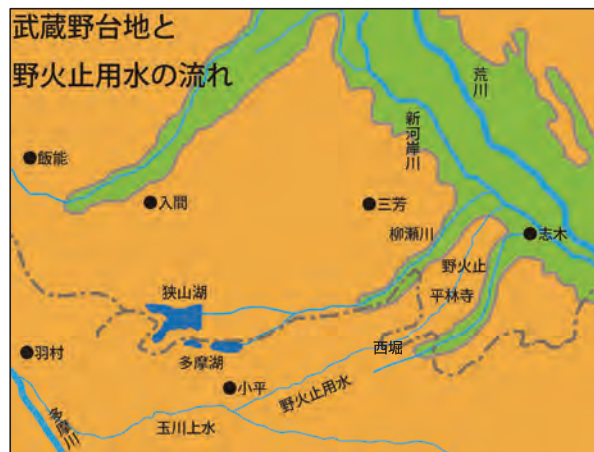 武蔵野台地と
野火止用水の流れ
荒川
新河岸川
飯能
入間
三芳
柳瀬川
志木
野火止
平林寺
狭山湖
多摩湖
西堀
羽村
小平
野火止用水
多摩川
玉川上水